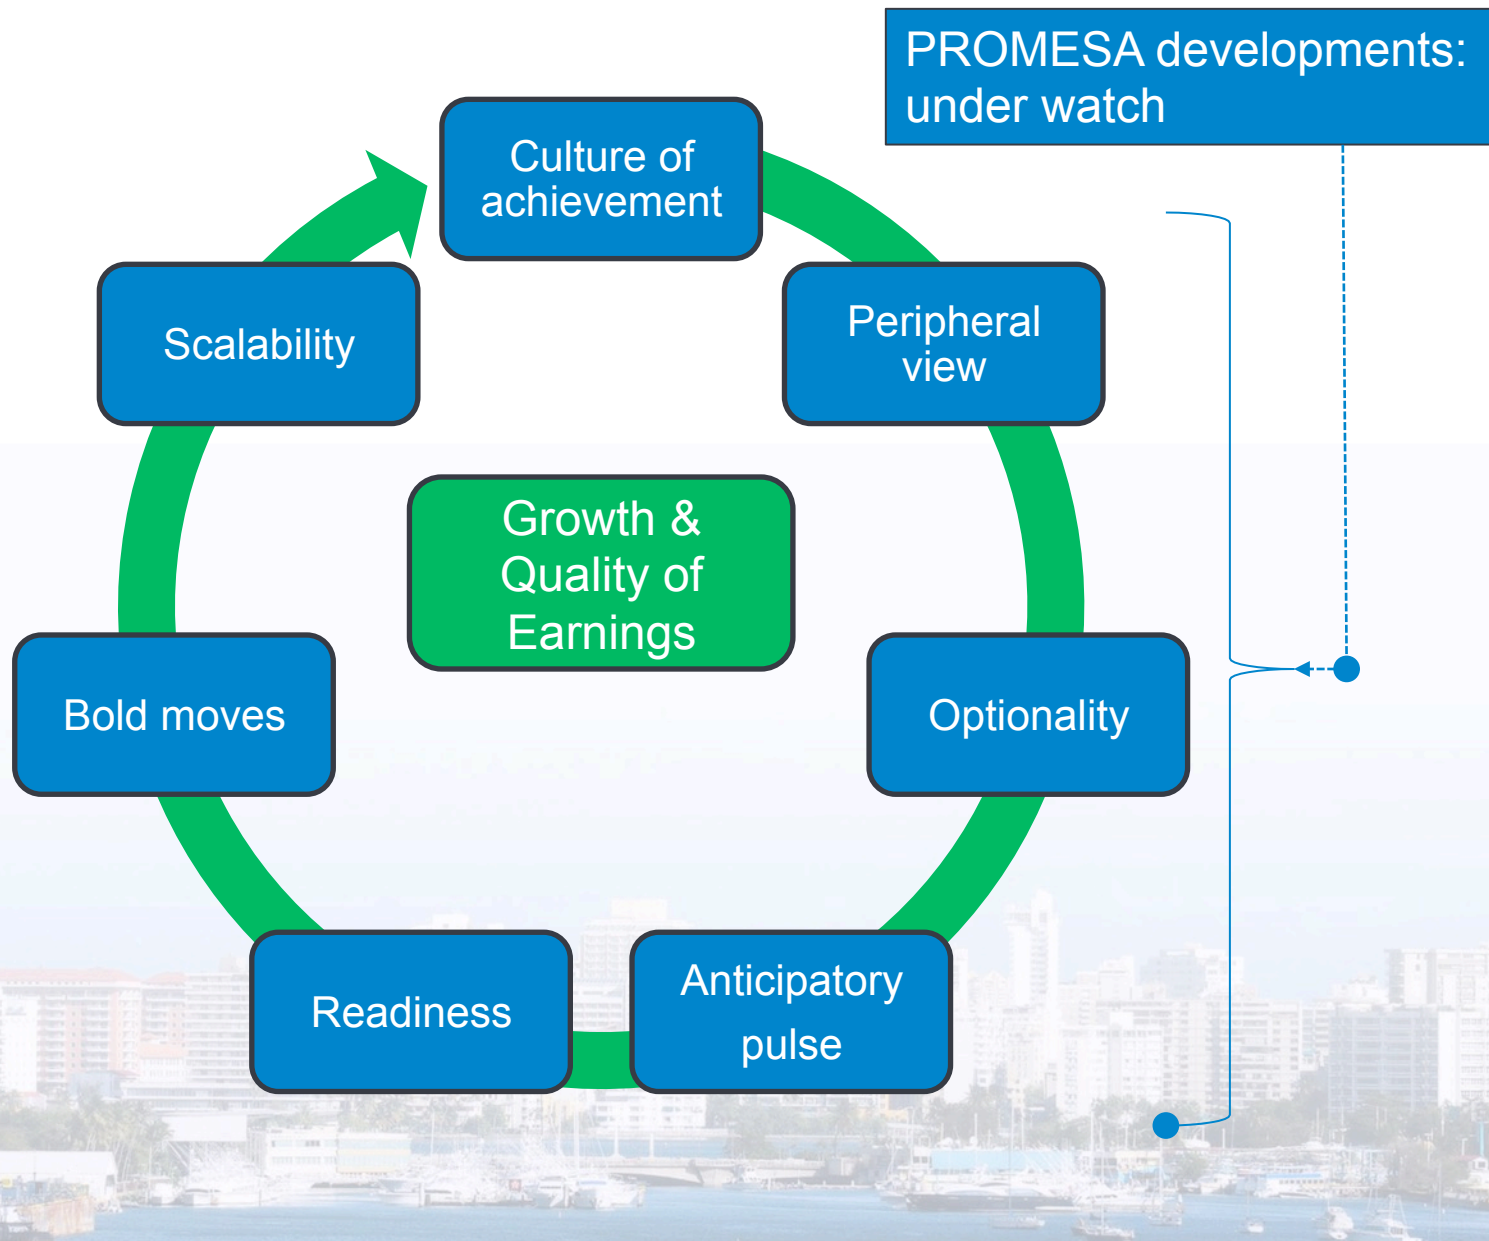 PROMESA developments:
under watch
Culture of
achievement
Peripheral
view
Optionality
Anticipatory
pulse
Readiness
Bold moves
Scalability
Growth &
Quality of
Earnings